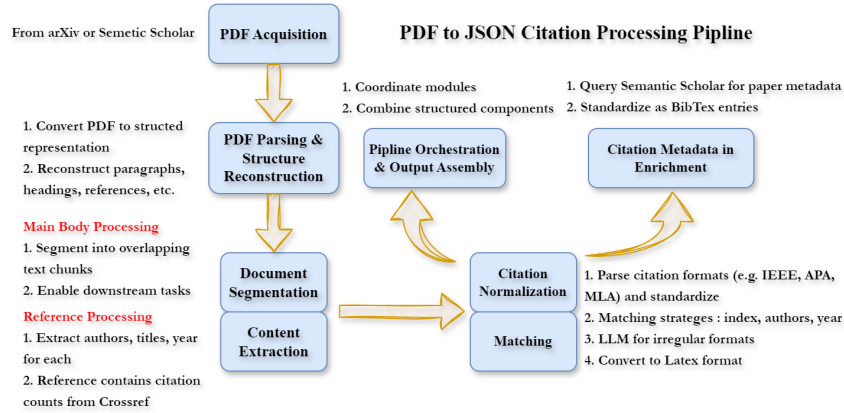 From arXiv or Semetic Scholar
PDF Acquisition
PDF to JSON Citation Processing Pipline
1. Convert PDF to structed
representation
2. Reconstruct paragraphs,
headings, references, etc.
PDF Parsing &
Structure
Reconstruction
1. Coordinate modules
2. Combine structured components
Pipline Orchestration
& Output Assembly
1. Query Semantic Scholar for paper metadata
2. Standardize as BibTex entries
Citation Metadata in
Enrichment
Main Body Processing
1. Segment into overlapping
text chunks
2. Enable downstream tasks
Reference Processing
1. Extract authors, titles, year
for each
2. Reference contains citation
counts from Crossref
Document
Segmentation
Content
Extraction
Citation
Normalization
Matching
1. Parse citation formats (e.g. IEEE, APA,
MLA) and standardize
2. Matching strateges : index, authors, year
3. LLM for irregular formats
4. Convert to Latex format